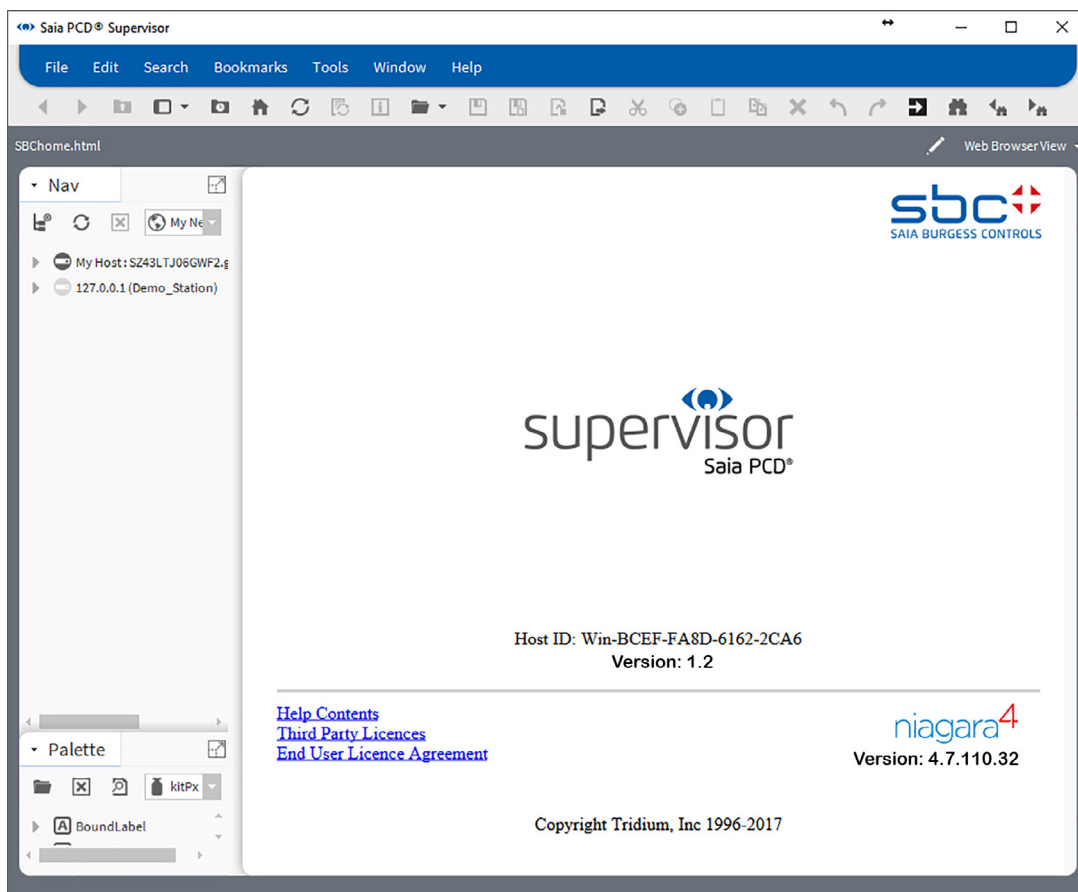 Saia PCD® Supervisor
File Edit Search Bookmarks Tools Window Help
SBChome.html
Web Browser View
Nav
My Ne
My Host : SZ43LTJ06GWF2.g
127.0.0.1 (Demo_Station)
sbc
SAIA BURGESS CONTROLS
supervisor
Saia PCD®
Host ID: Win-BCEF-FA8D-6162-2CA6
Version: 1.2
Help Contents
Third Party Licences
End User Licence Agreement
niagara4
Version: 4.7.110.32
Copyright Tridium, Inc 1996-2017
Palette
kitPx
A BoundLabel